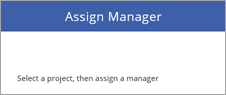 Assign Manager
Select a project, then assign a manager